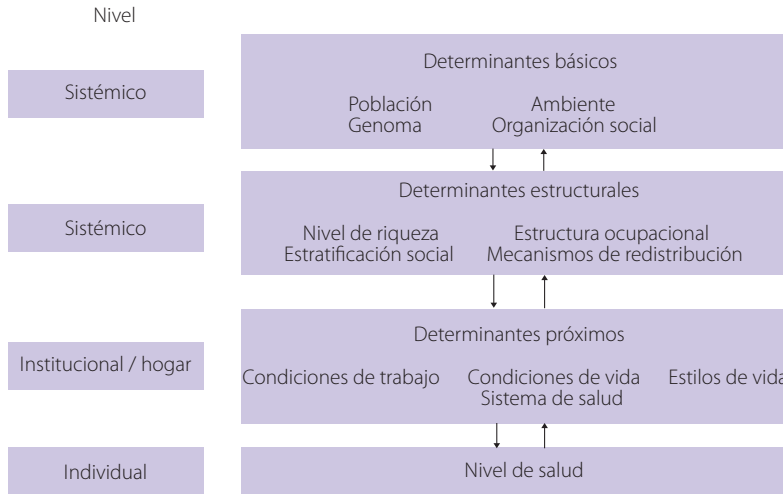 Nivel
Sistémico
Determinantes básicos
Población Ambiente
Genoma Organización social
Sistémico
Determinantes estructurales
Nivel de riqueza Estructura ocupacional
Estratificación social Mecanismos de redistribución
Institucional / hogar
Determinantes próximos
Condiciones de trabajo Condiciones de vida Estilos de vida
Sistema de salud
Individual
Nivel de salud